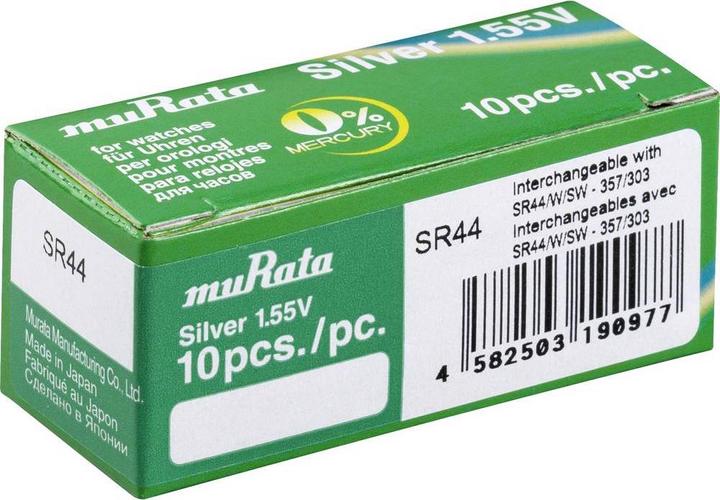 muRata
Silver 1.55V
for watches
für Uhren
per orologi
pour montres
para relojes
для часов
0%
MERCURY
10pcs./pc.
SR44
Murata Manufacturing Co., Ltd.
Made in Japan
Fabriqué au Japon
Сделано в Японии
muRata
Silver 1.55V
10pcs./pc.
SR44
Interchangeable with
SR44/W/SW - 357/303
Interchangeables avec
SR44/W/SW - 357/303
4 582503 190977